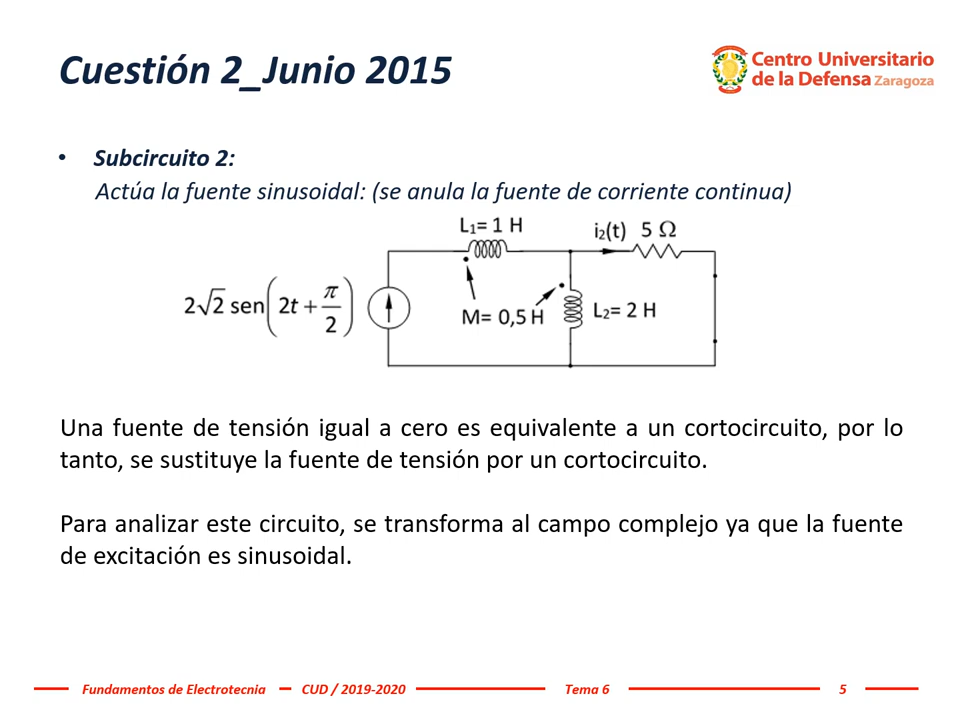 Cuestión 2_Junio 2015
Centro Universitario
de la Defensa Zaragoza
• Subcircuito 2:
Actúa la fuente sinusoidal: (se anula la fuente de corriente continua)
L₁= 1 H
i₂(t) 5 Ω
2√2 sen(2t + π/2)
M= 0,5 H
L₂= 2 H
Una fuente de tensión igual a cero es equivalente a un cortocircuito, por lo
tanto, se sustituye la fuente de tensión por un cortocircuito.
Para analizar este circuito, se transforma al campo complejo ya que la fuente
de excitación es sinusoidal.
Fundamentos de Electrotecnia CUD / 2019-2020 Tema 6 5